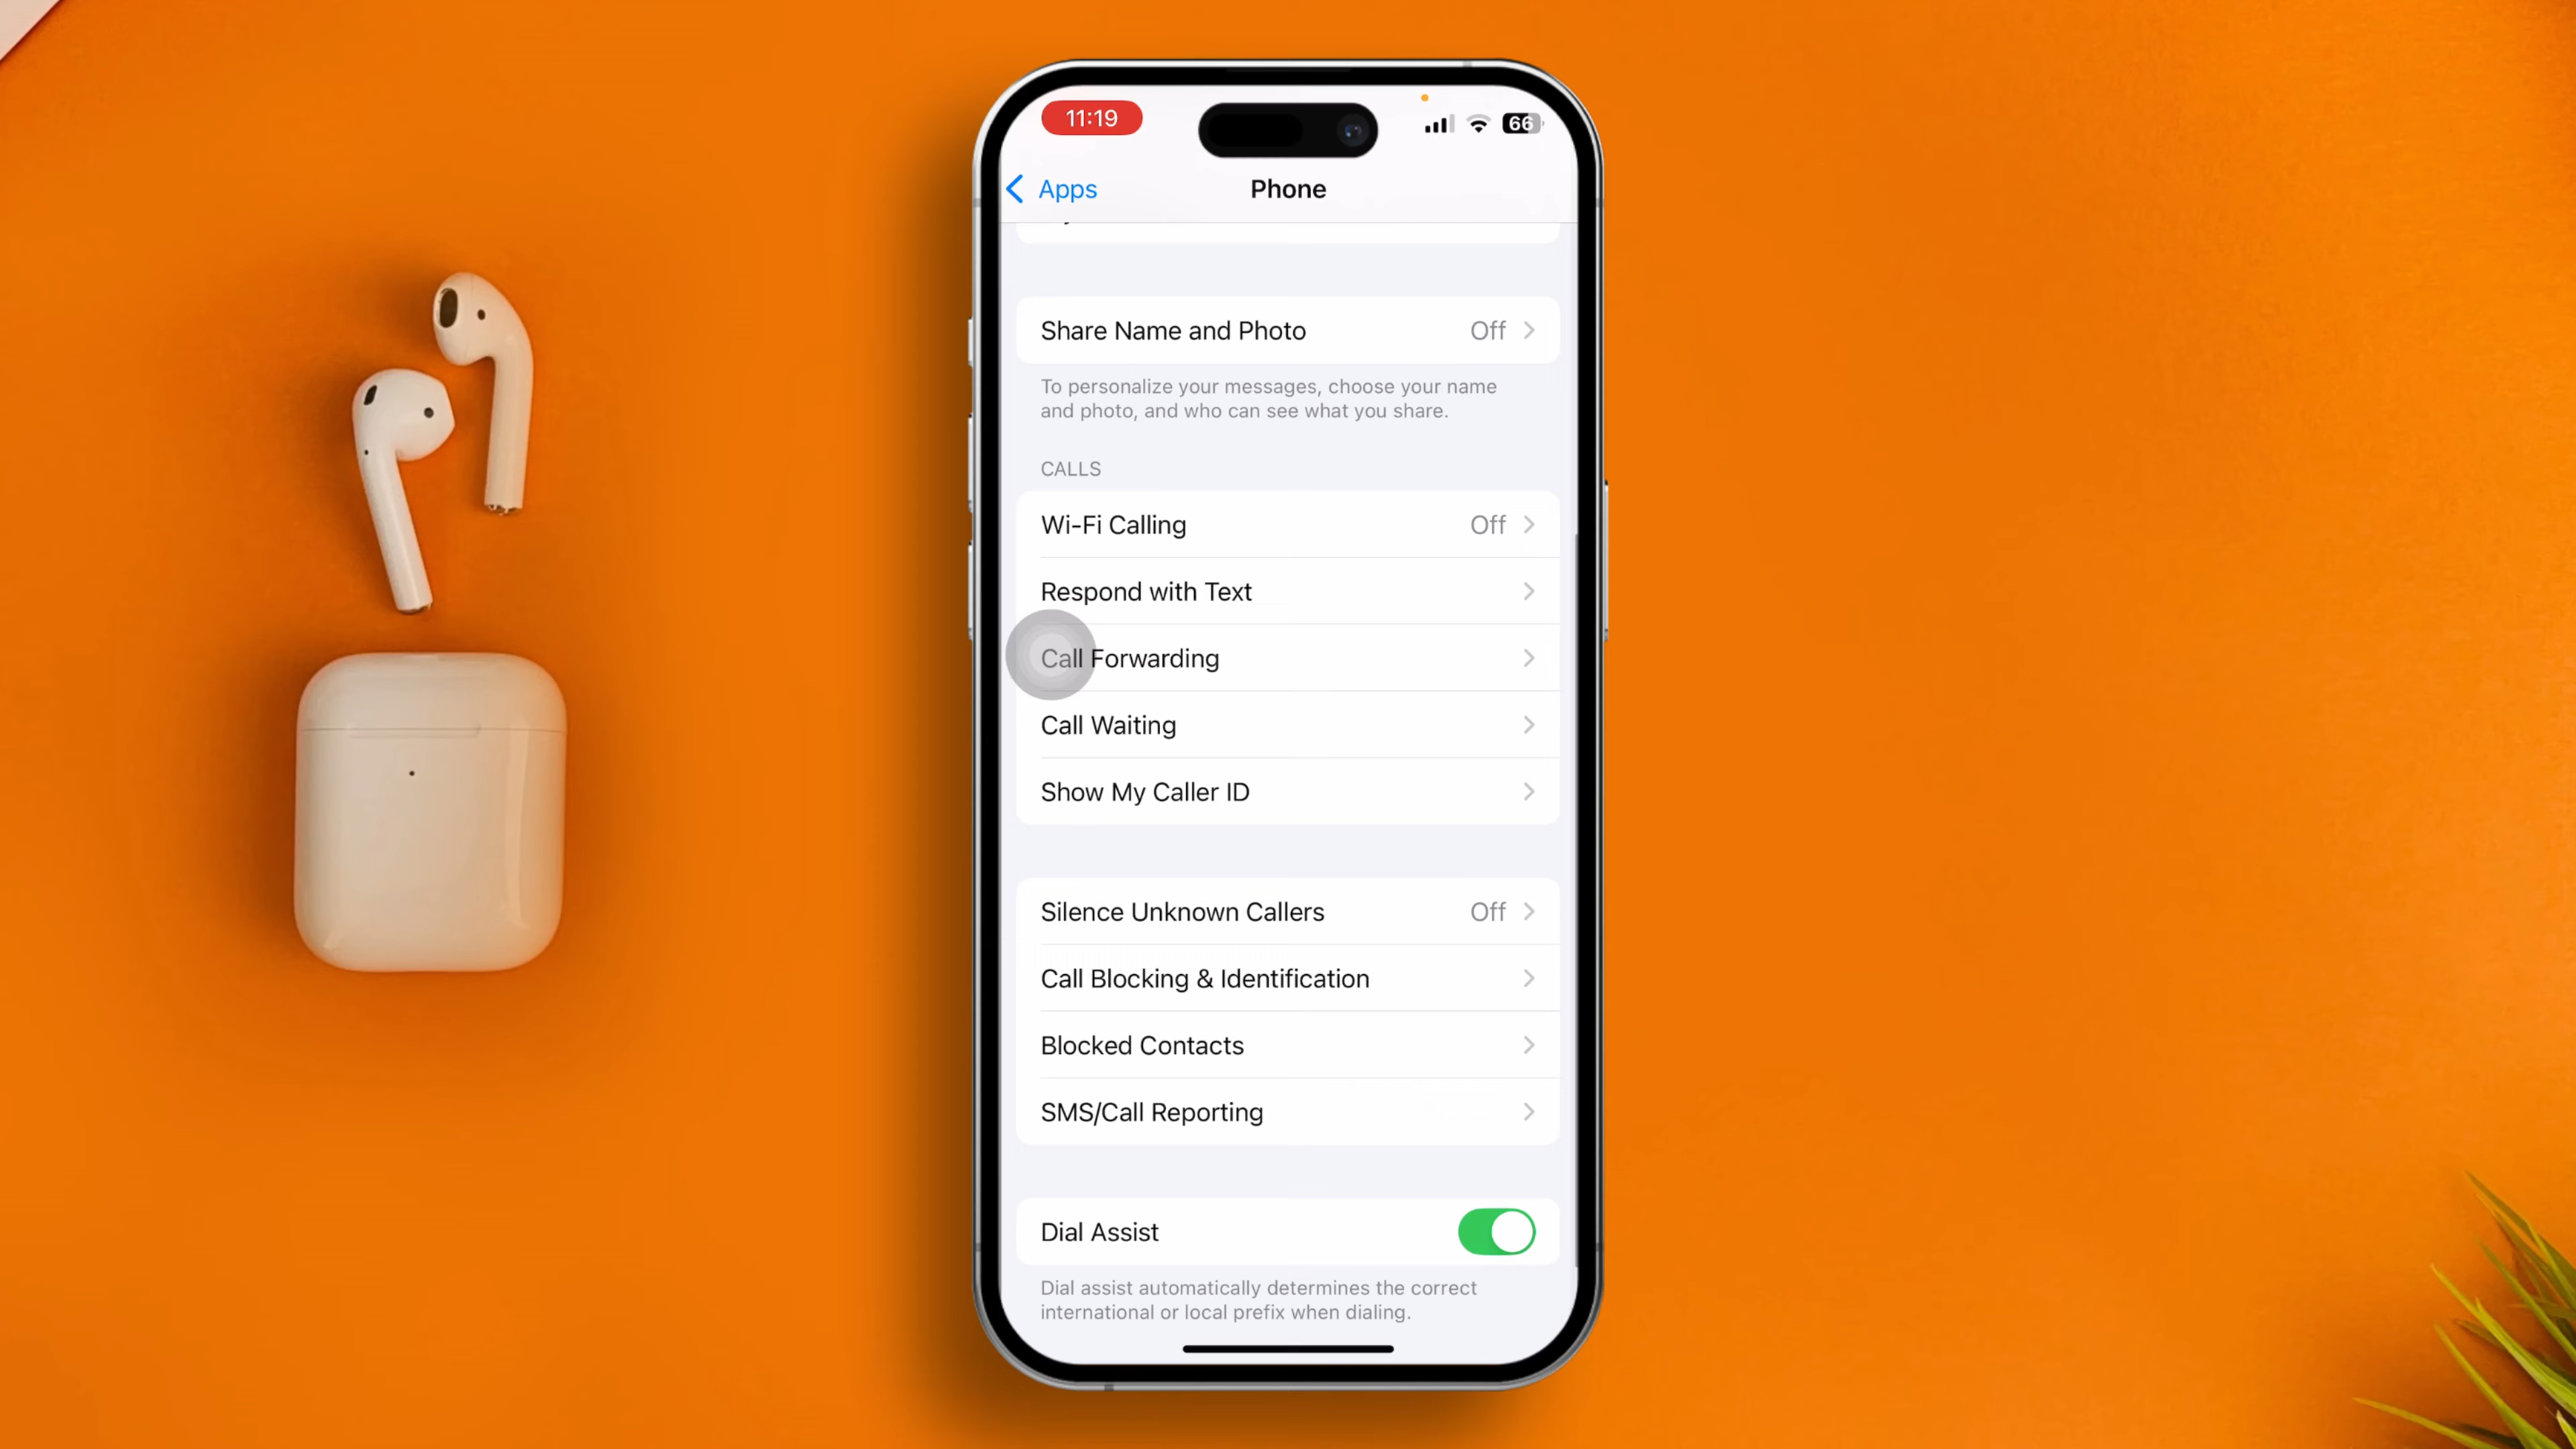 11:19
66
Apps
Phone
Share Name and Photo Off
To personalize your messages, choose your name
and photo, and who can see what you share.
CALLS
Wi-Fi Calling Off
Respond with Text
Call Forwarding
Call Waiting
Show My Caller ID
Silence Unknown Callers Off
Call Blocking & Identification
Blocked Contacts
SMS/Call Reporting
Dial Assist
Dial assist automatically determines the correct
international or local prefix when dialing.